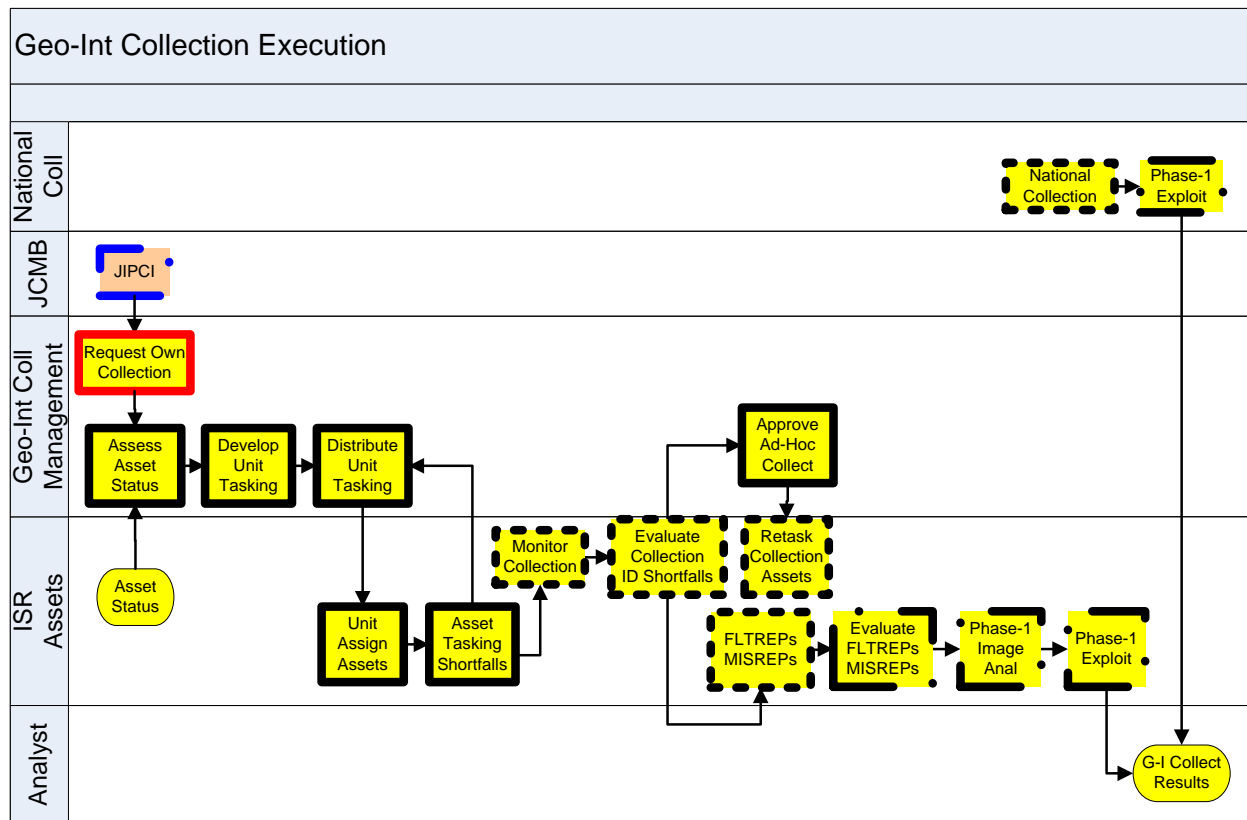 Geo-Int Collection Execution
National
Coll
National
Collection
Phase-1
Exploit
JCMB
JIPCI
Geo-Int Coll
Management
Request Own
Collection
Assess
Asset
Status
Develop
Unit
Tasking
Distribute
Unit
Tasking
Approve
Ad-Hoc
Collect
ISR
Assets
Asset
Status
Unit
Assign
Assets
Asset
Tasking
Shortfalls
Monitor
Collection
Evaluate
Collection
ID Shortfalls
Retask
Collection
Assets
FLTREPs
MISREPs
Evaluate
FLTREPs
MISREPs
Phase-1
Image
Anal
Phase-1
Exploit
Analyst
G-I Collect
Results